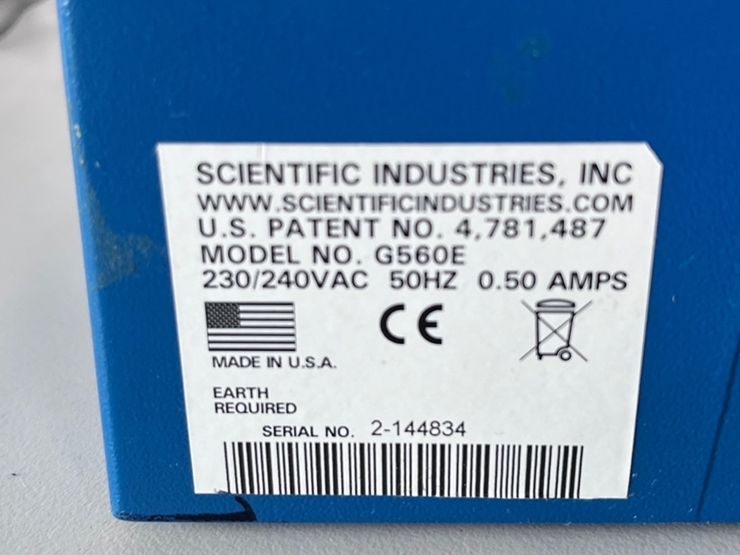 SCIENTIFIC INDUSTRIES, INC
WWW.SCIENTIFICINDUSTRIES.COM
U.S. PATENT NO. 4,781,487
MODEL NO. G560E
230/240VAC 50HZ 0.50 AMPS
CE
MADE IN U.S.A.
EARTH
REQUIRED
SERIAL NO. 2-144834